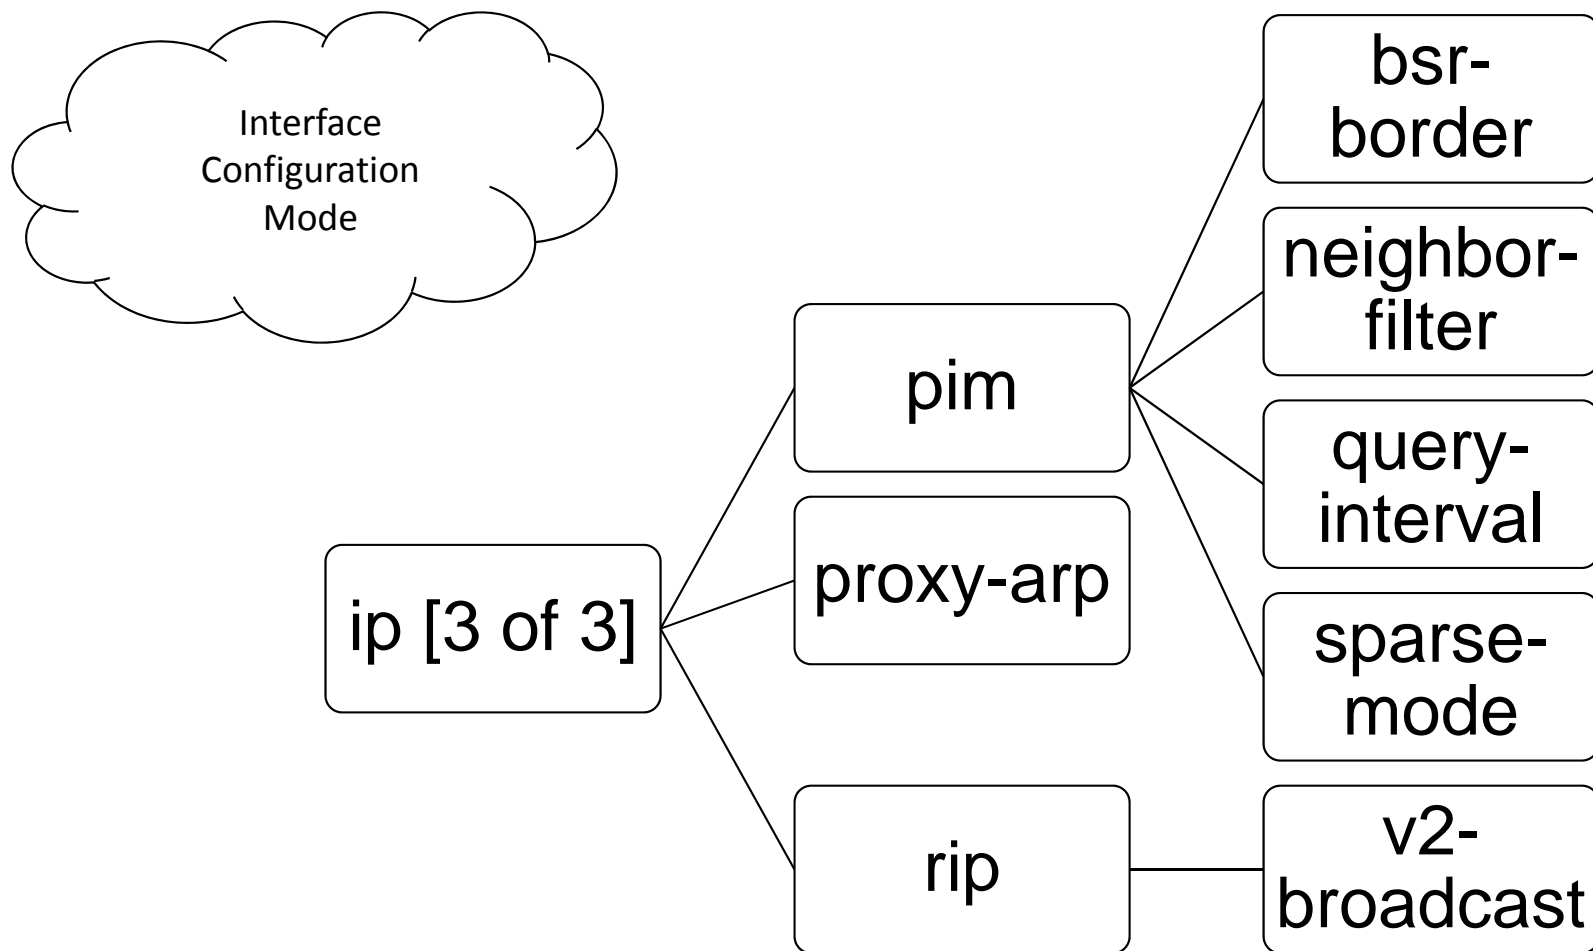 Interface
Configuration
Mode
ip [3 of 3]
pim
proxy-arp
rip
bsr-
border
neighbor-
filter
query-
interval
sparse-
mode
v2-
broadcast